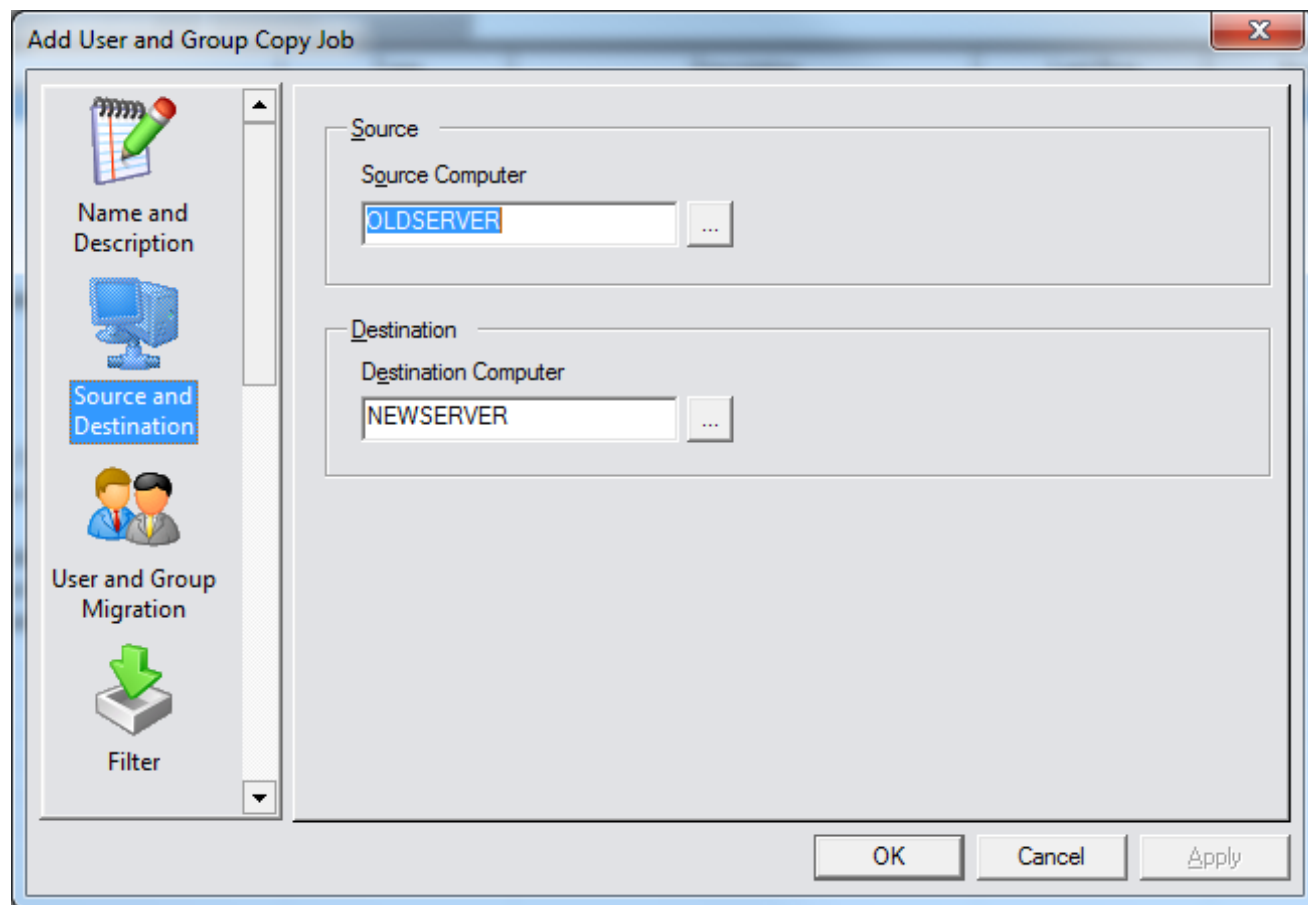 Add User and Group Copy Job
Name and
Description
Source and
Destination
User and Group
Migration
Filter
Source
Source Computer
OLDSERVER
...
Destination
Destination Computer
NEWSERVER
...
OK
Cancel
Apply